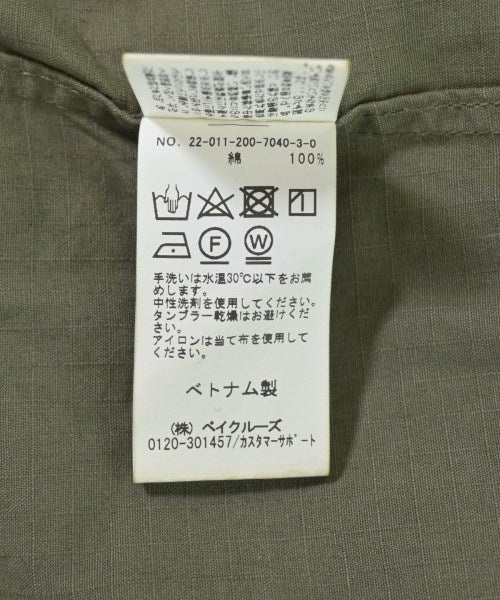 NO. 22-011-200-7040-3-0
綿 100%
F W
手洗いは水温30℃以下をお薦
めします。
中性洗剤を使用してください。
タンブラー乾燥はお避けくだ
さい。
アイロンは当て布を使用して
ください。
ベトナム製
(株) ベイクルーズ
0120-301457/カスタマーサポート